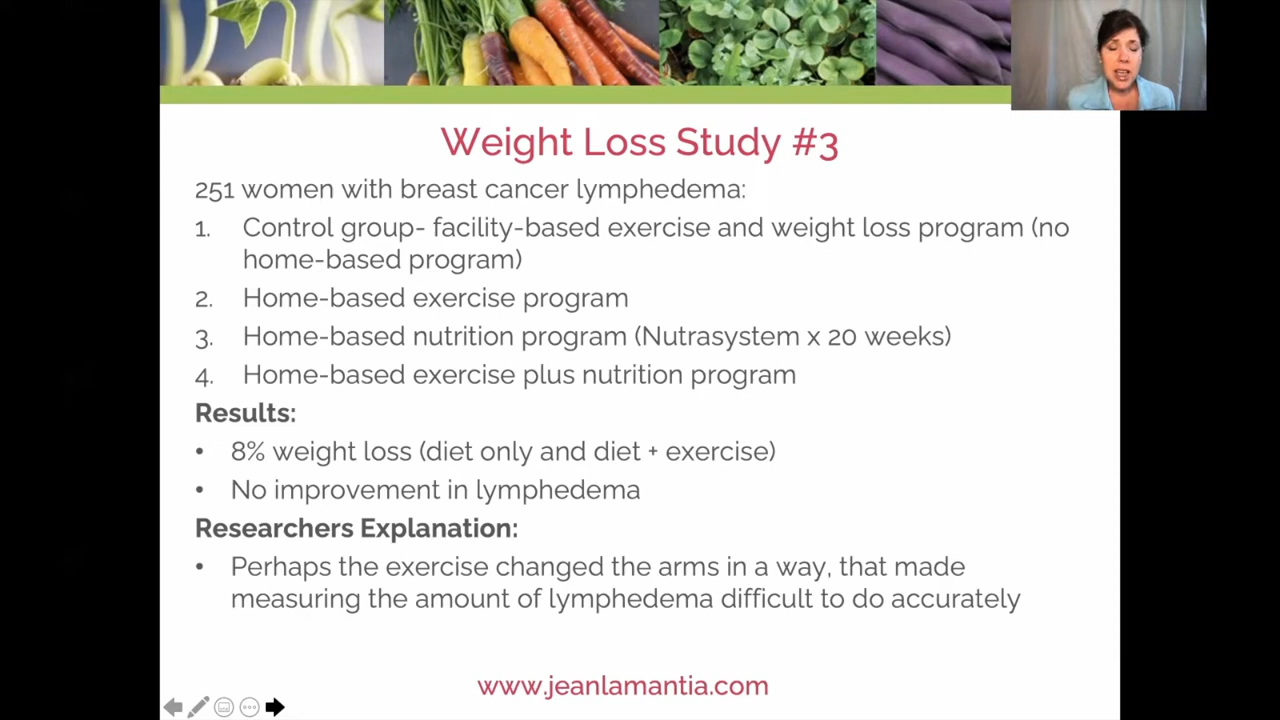 Weight Loss Study #3
251 women with breast cancer lymphedema:
1. Control group- facility-based exercise and weight loss program (no
home-based program)
2. Home-based exercise program
3. Home-based nutrition program (Nutrasystem x 20 weeks)
4. Home-based exercise plus nutrition program
Results:
• 8% weight loss (diet only and diet + exercise)
• No improvement in lymphedema
Researchers Explanation:
• Perhaps the exercise changed the arms in a way, that made
measuring the amount of lymphedema difficult to do accurately
www.jeanlamantia.com